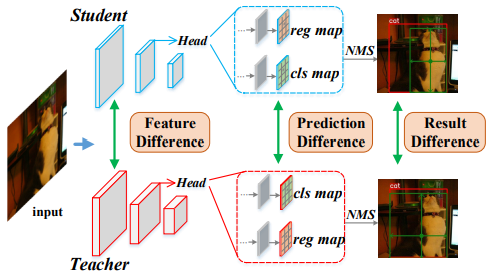 Student
Head
reg map
cls map
NMS
cat
Feature
Difference
Prediction
Difference
Result
Difference
input
Head
cls map
reg map
NMS
cat
Teacher